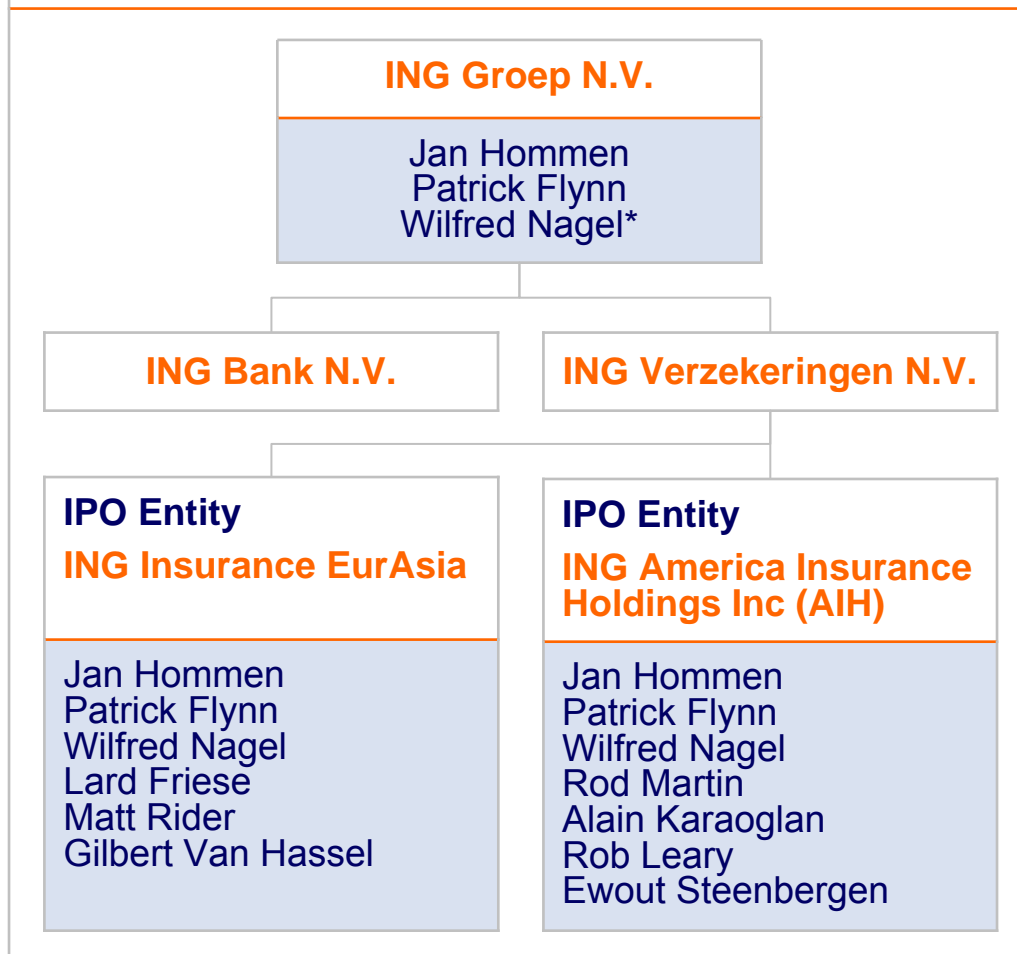 ING Groep N.V.
Jan Hommen
Patrick Flynn
Wilfred Nagel*
ING Bank N.V.
ING Verzekeringen N.V.
IPO Entity
ING Insurance EurAsia
Jan Hommen
Patrick Flynn
Wilfred Nagel
Lard Friese
Matt Rider
Gilbert Van Hassel
IPO Entity
ING America Insurance
Holdings Inc (AIH)
Jan Hommen
Patrick Flynn
Wilfred Nagel
Rod Martin
Alain Karaoglan
Rob Leary
Ewout Steenbergen